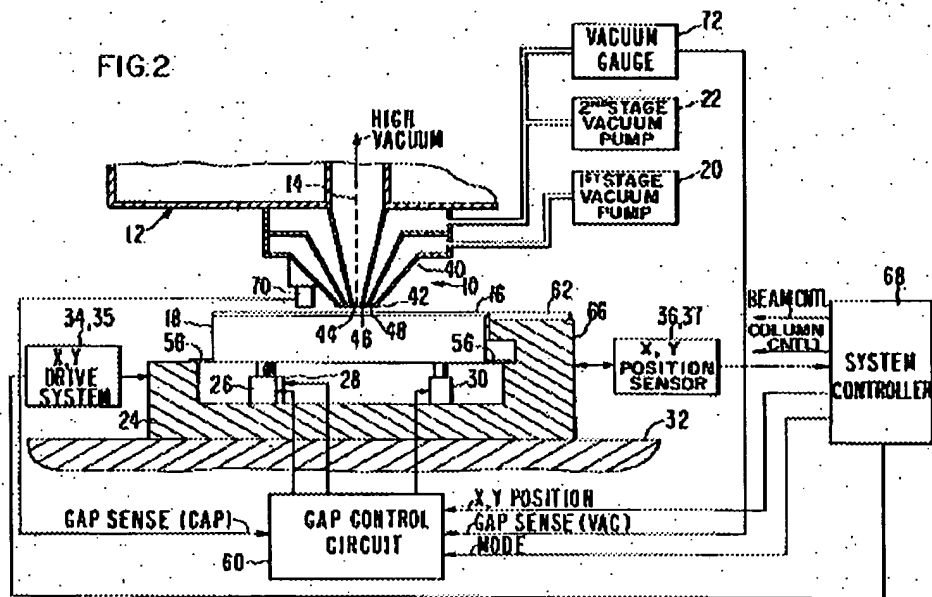 FIG.2
VACUUM
GAUGE
72
2ND STAGE
VACUUM
PUMP
22
1ST STAGE
VACUUM
PUMP
20
HIGH
VACUUM
14
12
40
10
70
42
16
62
18
44
46
48
66
34,35
X,Y
DRIVE
SYSTEM
56
26
28
56
30
24
32
36,37
X, Y
POSITION
SENSOR
BEAM CNTL
COLUMN
CNTL
68
SYSTEM
CONTROLLER
GAP SENSE (CAP)
60
GAP CONTROL
CIRCUIT
X,Y POSITION
GAP SENSE (VAC)
MODE